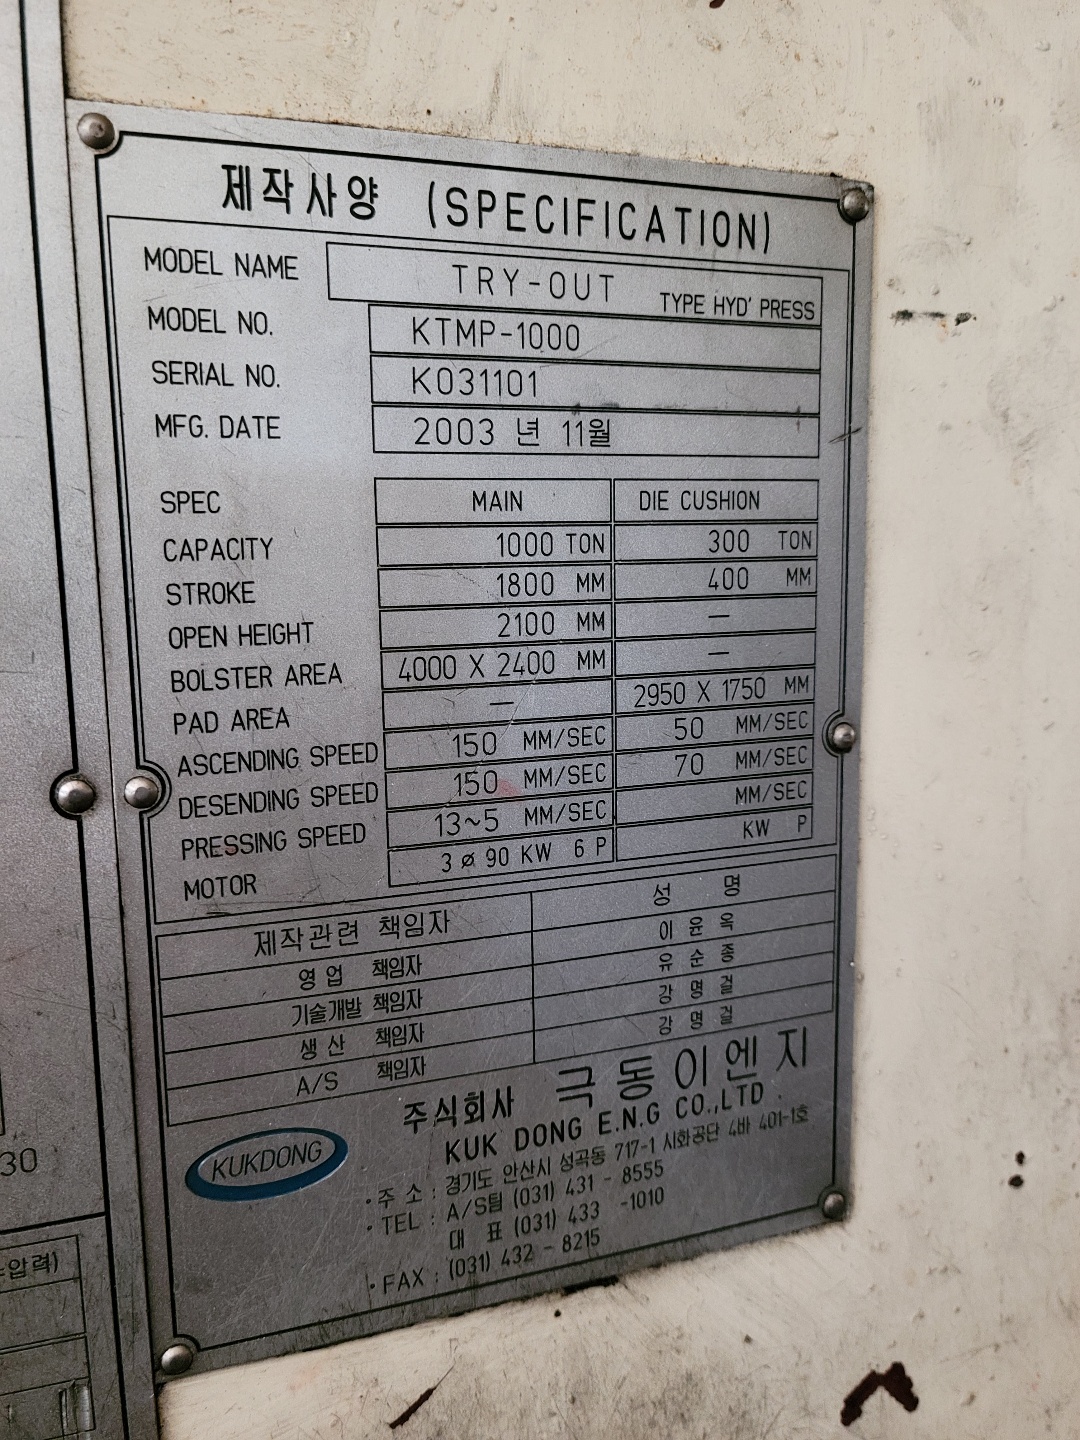 제작사양 (SPECIFICATION)
MODEL NAME TRY-OUT TYPE HYD' PRESS
MODEL NO. KTMP-1000
SERIAL NO. K031101
MFG. DATE 2003 년 11월
SPEC MAIN DIE CUSHION
CAPACITY 1000 TON 300 TON
STROKE 1800 MM 400 MM
OPEN HEIGHT 2100 MM —
BOLSTER AREA 4000 X 2400 MM —
PAD AREA — 2950 X 1750 MM
ASCENDING SPEED 150 MM/SEC 50 MM/SEC
DESENDING SPEED 150 MM/SEC 70 MM/SEC
PRESSING SPEED 13~5 MM/SEC MM/SEC
MOTOR 3 ø 90 KW 6 P KW P
제작관련 책임자 성 명
영 업 책임자 이 윤 옥
기술개발 책임자 유 순 종
생 산 책임자 강 명 걸
A/S 책임자 강 명 걸
주식회사 극동이엔지
KUKDONG KUK DONG E.N.G CO.,LTD.
· 주 소 : 경기도 안산시 성곡동 717-1 시화공단 4바 401-1호
· TEL : A/S팀 (031) 431 - 8555
대 표 (031) 433 -1010
· FAX : (031) 432 - 8215
30
압력)